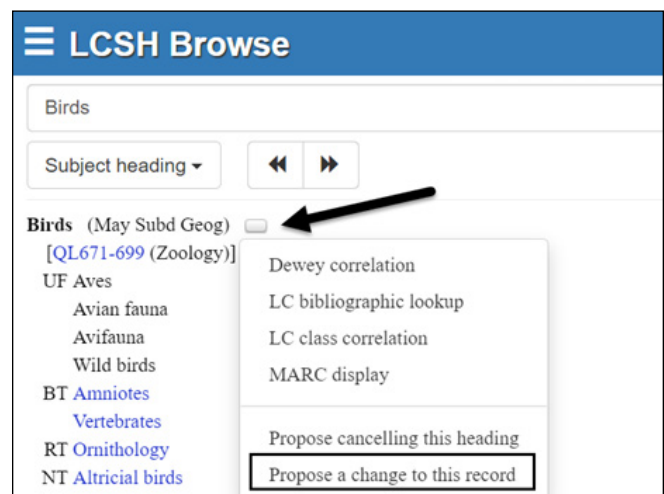 LCSH Browse
Birds
Subject heading
Birds (May Subd Geog)
[QL671-699 (Zoology)]
UF Aves
Avian fauna
Avifauna
Wild birds
BT Amniotes
Vertebrates
RT Ornithology
NT Altricial birds
Dewey correlation
LC bibliographic lookup
LC class correlation
MARC display
Propose cancelling this heading
Propose a change to this record